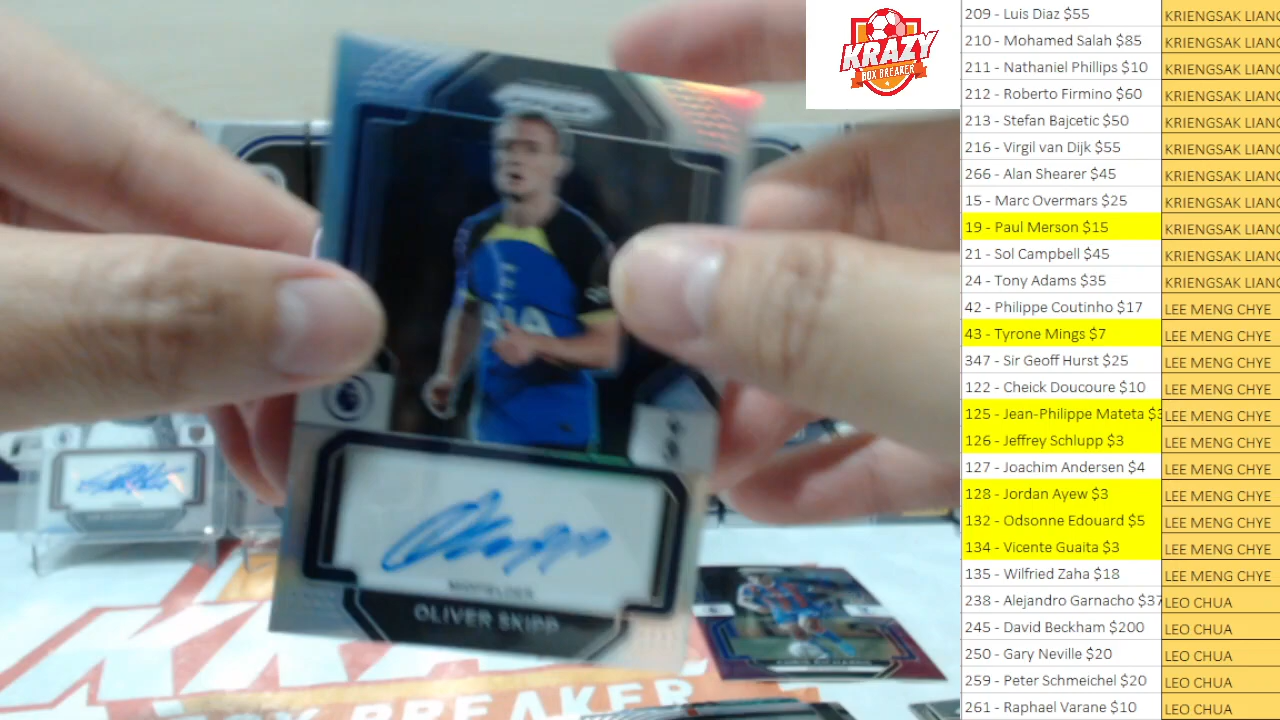 KRAZY
BOX BREAKER
PRIZM
AIA
MIDFIELDER
OLIVER SKIPP
BOX BREAKER
209 - Luis Diaz $55 KRIENGSAK LIANG
210 - Mohamed Salah $85 KRIENGSAK LIANG
211 - Nathaniel Phillips $10 KRIENGSAK LIANG
212 - Roberto Firmino $60 KRIENGSAK LIANG
213 - Stefan Bajcetic $50 KRIENGSAK LIANG
216 - Virgil van Dijk $55 KRIENGSAK LIANG
266 - Alan Shearer $45 KRIENGSAK LIANG
15 - Marc Overmars $25 KRIENGSAK LIANG
19 - Paul Merson $15 KRIENGSAK LIANG
21 - Sol Campbell $45 KRIENGSAK LIANG
24 - Tony Adams $35 KRIENGSAK LIANG
42 - Philippe Coutinho $17 LEE MENG CHYE
43 - Tyrone Mings $7 LEE MENG CHYE
347 - Sir Geoff Hurst $25 LEE MENG CHYE
122 - Cheick Doucoure $10 LEE MENG CHYE
125 - Jean-Philippe Mateta $3 LEE MENG CHYE
126 - Jeffrey Schlupp $3 LEE MENG CHYE
127 - Joachim Andersen $4 LEE MENG CHYE
128 - Jordan Ayew $3 LEE MENG CHYE
132 - Odsonne Edouard $5 LEE MENG CHYE
134 - Vicente Guaita $3 LEE MENG CHYE
135 - Wilfried Zaha $18 LEE MENG CHYE
238 - Alejandro Garnacho $37 LEO CHUA
245 - David Beckham $200 LEO CHUA
250 - Gary Neville $20 LEO CHUA
259 - Peter Schmeichel $20 LEO CHUA
261 - Raphael Varane $10 LEO CHUA